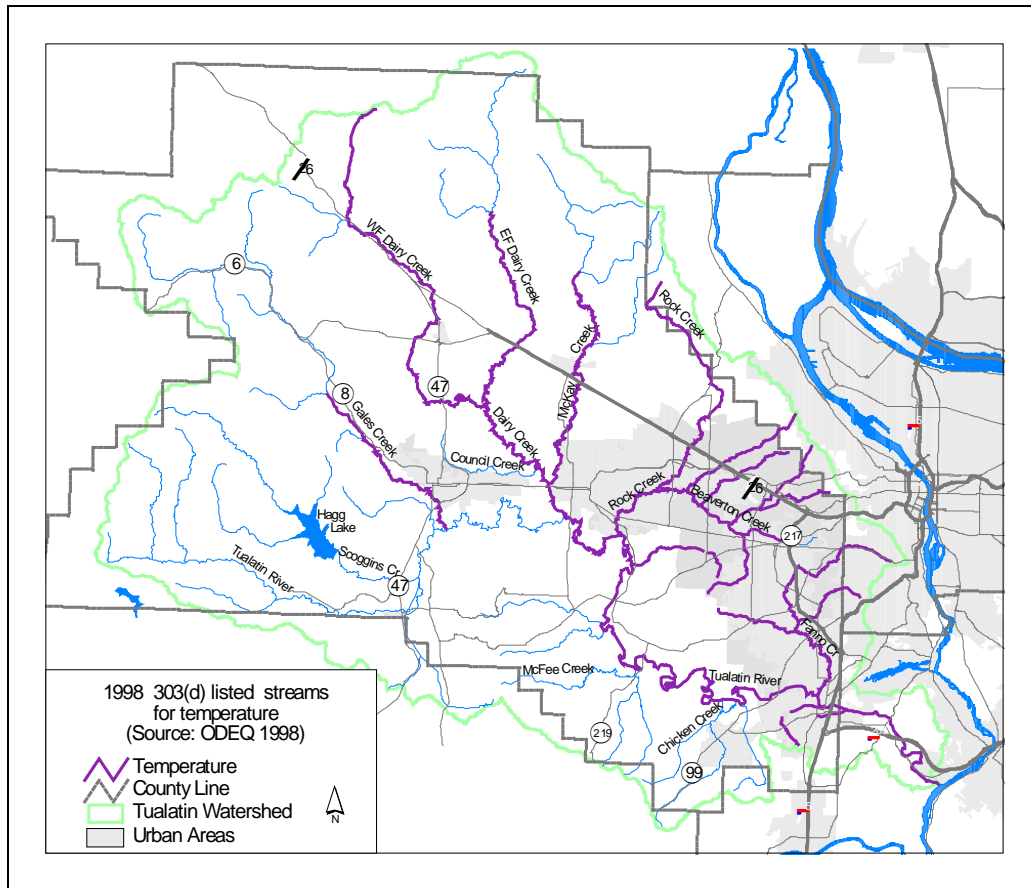 26
6
WF Dairy Creek
EF Dairy Creek
Rock Creek
McKay Creek
47
8
Gales Creek
Dairy Creek
Council Creek
Rock Creek
26
Beaverton Creek
217
Hagg
Lake
Scoggins Cr
47
Tualatin River
Fanno Cr
McFee Creek
Tualatin River
Chicken Creek
219
99
1998 303(d) listed streams
for temperature
(Source: ODEQ 1998)
Temperature
County Line
Tualatin Watershed
Urban Areas
N